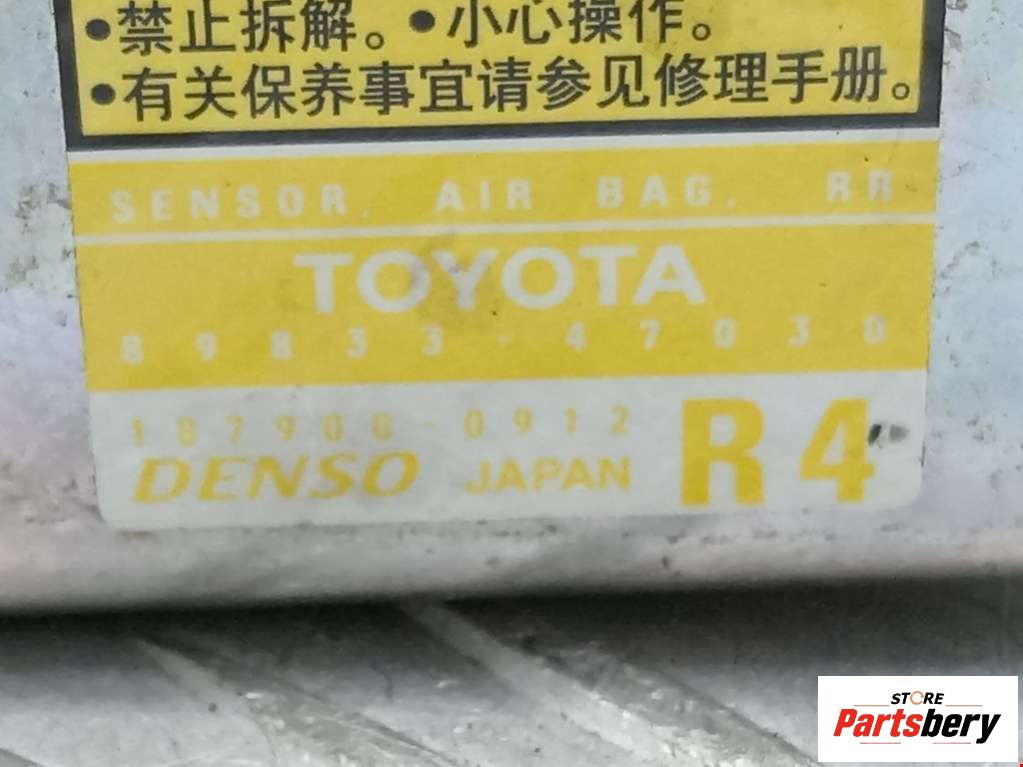 •禁止拆解。•小心操作。
•有关保养事宜请参见修理手册。
SENSOR, AIR BAG, RR
TOYOTA
89833-47030
187900-0912
DENSO JAPAN R4
STORE
Partsbery